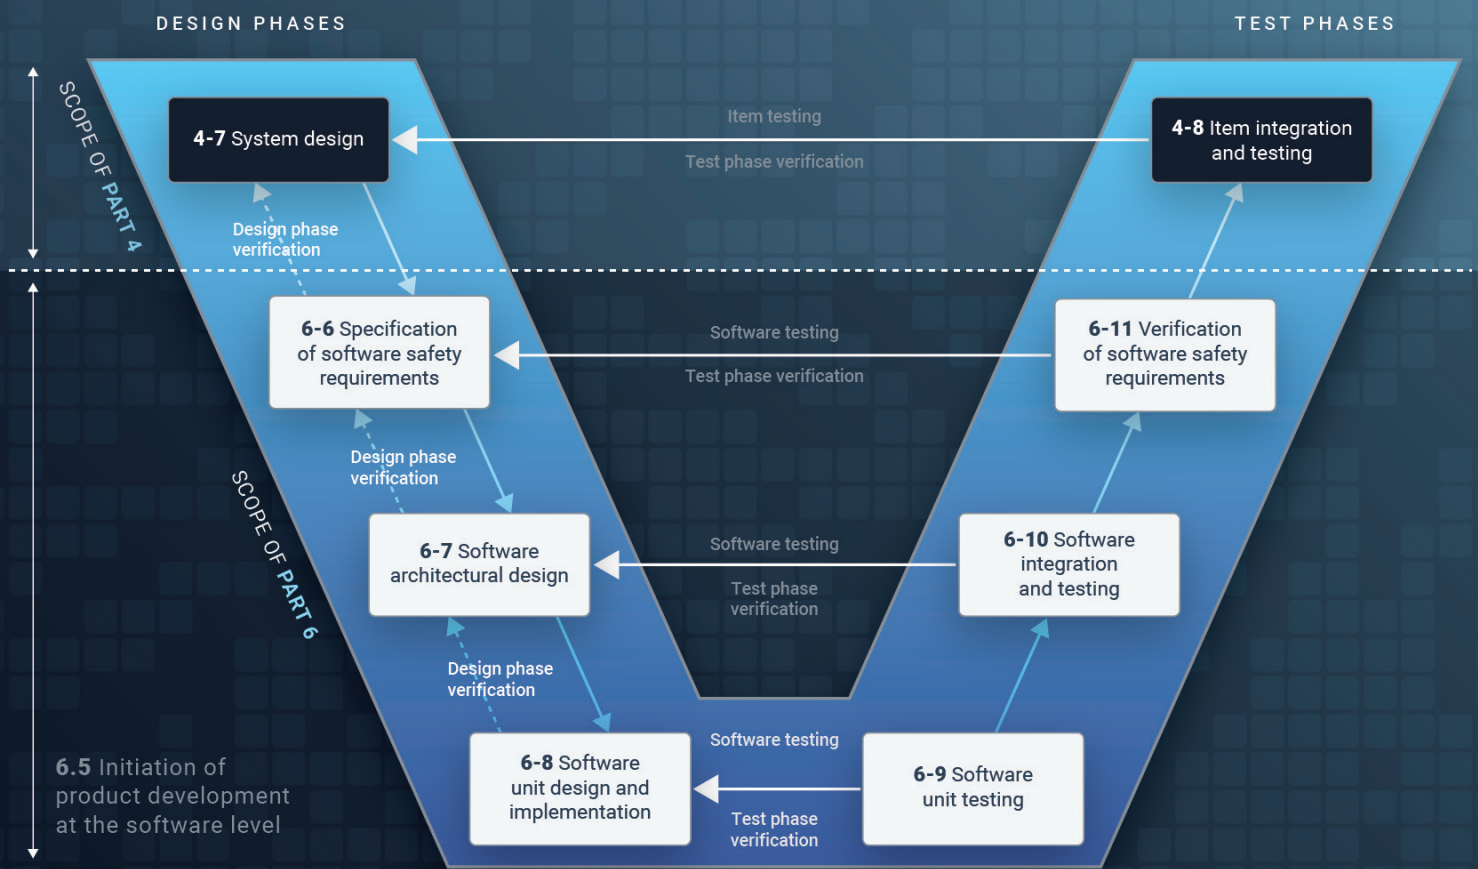 DESIGN PHASES
TEST PHASES
SCOPE OF PART 4
4-7 System design
Item testing
Test phase verification
4-8 Item integration
and testing
Design phase
verification
6-6 Specification
of software safety
requirements
Software testing
Test phase verification
6-11 Verification
of software safety
requirements
Design phase
verification
SCOPE OF PART 6
6-7 Software
architectural design
Software testing
Test phase
verification
6-10 Software
integration
and testing
Design phase
verification
6.5 Initiation of
product development
at the software level
6-8 Software
unit design and
implementation
Software testing
Test phase
verification
6-9 Software
unit testing